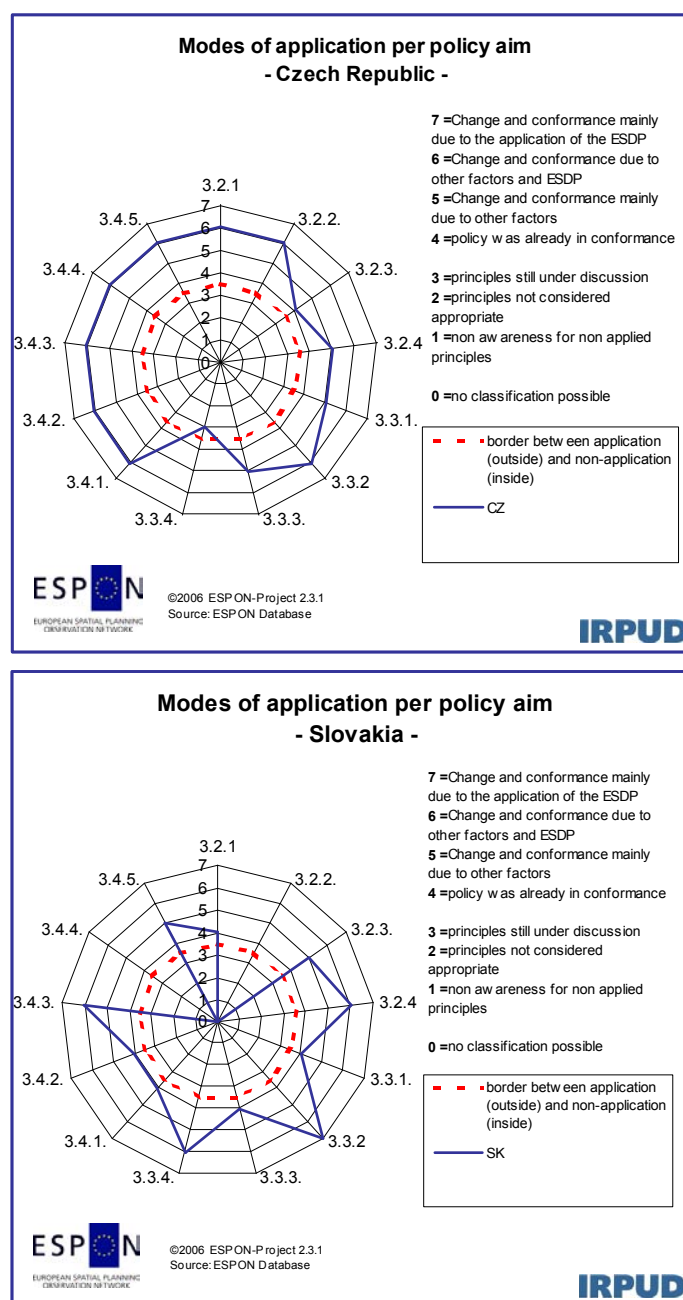 Modes of application per policy aim
- Czech Republic -
7 =Change and conformance mainly
due to the application of the ESDP
6 =Change and conformance due to
other factors and ESDP
5 =Change and conformance mainly
due to other factors
4 =policy was already in conformance
3 =principles still under discussion
2 =principles not considered
appropriate
1 =non awareness for non applied
principles
0 =no classification possible
3.2.1
3.2.2.
3.2.3.
3.2.4
3.3.1.
3.3.2
3.3.3.
3.3.4.
3.4.1.
3.4.2.
3.4.3.
3.4.4.
3.4.5.
7
6
5
4
3
2
1
0
border between application
(outside) and non-application
(inside)
CZ
ESPON
EUROPEAN SPATIAL PLANNING
OBSERVATION NETWORK
©2006 ESPON-Project 2.3.1
Source: ESPON Database
IRPUD
Modes of application per policy aim
- Slovakia -
7 =Change and conformance mainly
due to the application of the ESDP
6 =Change and conformance due to
other factors and ESDP
5 =Change and conformance mainly
due to other factors
4 =policy was already in conformance
3 =principles still under discussion
2 =principles not considered
appropriate
1 =non awareness for non applied
principles
0 =no classification possible
3.2.1
3.2.2.
3.2.3.
3.2.4
3.3.1.
3.3.2
3.3.3.
3.3.4.
3.4.1.
3.4.2.
3.4.3.
3.4.4.
3.4.5.
7
6
5
4
3
2
1
0
border between application
(outside) and non-application
(inside)
SK
ESPON
EUROPEAN SPATIAL PLANNING
OBSERVATION NETWORK
©2006 ESPON-Project 2.3.1
Source: ESPON Database
IRPUD